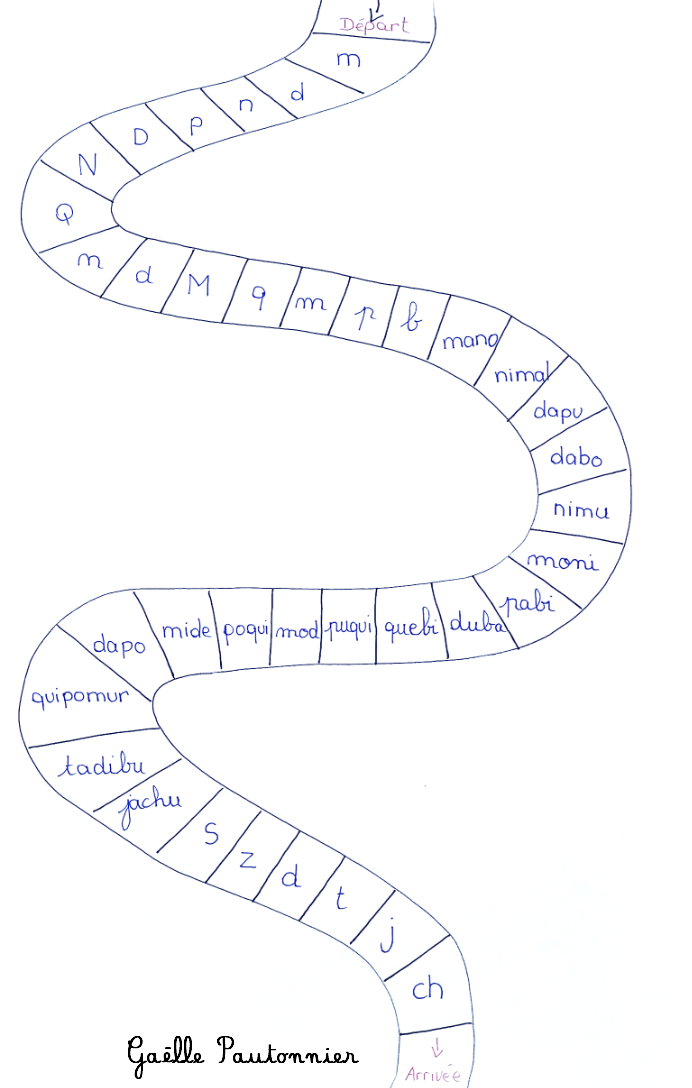 Départ
m
d
n
p
D
N
Q
m
d
M
q
m
p
b
mano
nimal
dapu
dabo
nimu
moni
pabi
duba
quebi
puqui
mod
poqui
mide
dapo
quipomur
tadibu
jachu
S
z
d
t
j
ch
Arrivée
Gaëlle Pautonnier